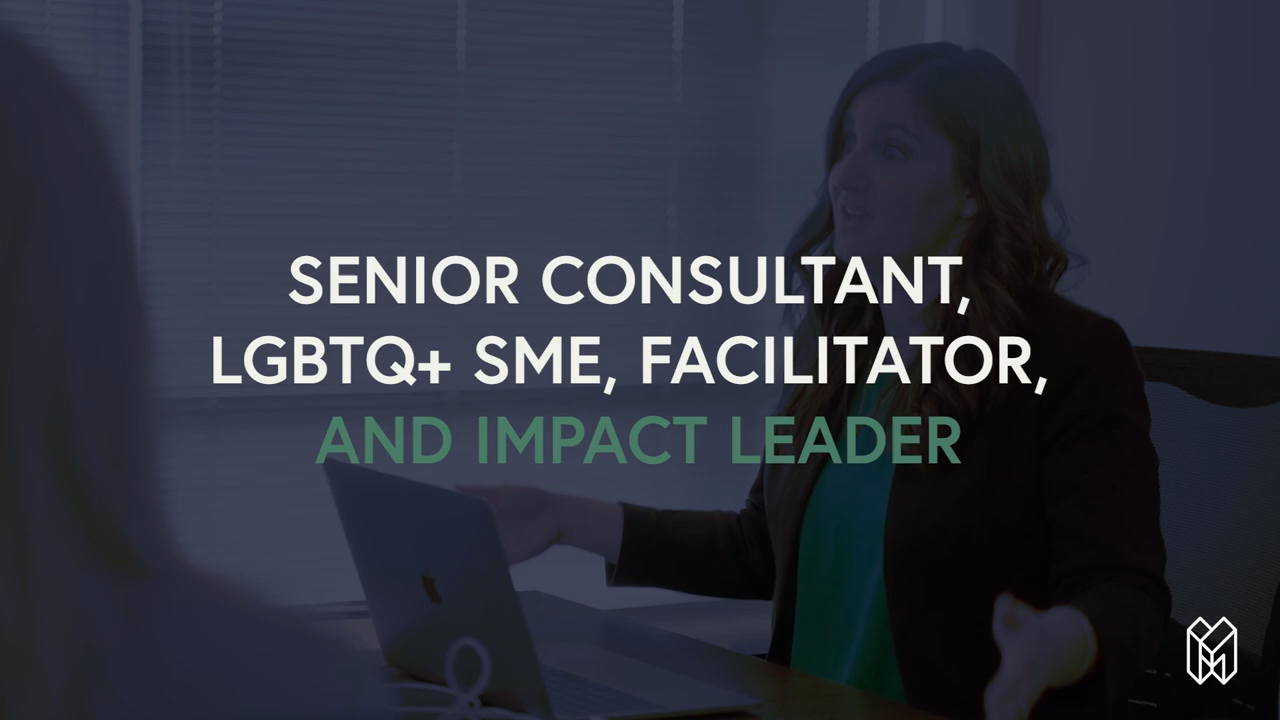 SENIOR CONSULTANT,
LGBTQ+ SME, FACILITATOR,
AND IMPACT LEADER